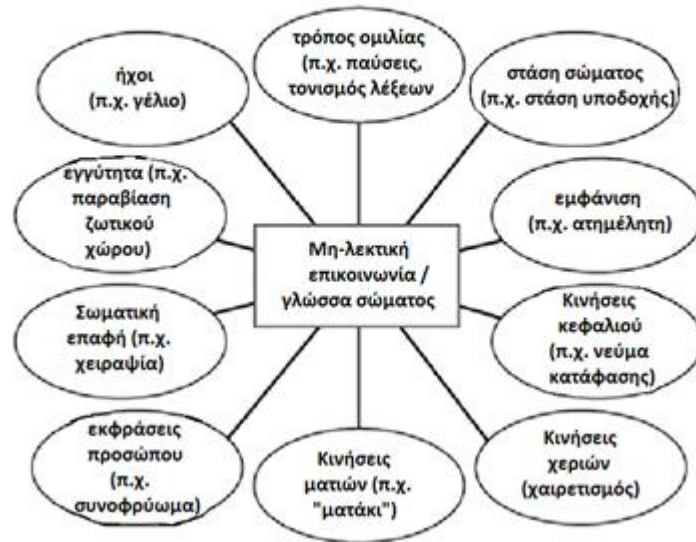 τρόπος ομιλίας
(π.χ. παύσεις,
τονισμός λέξεων
ήχοι
(π.χ. γέλιο)
στάση σώματος
(π.χ. στάση υποδοχής)
εγγύτητα (π.χ.
παραβίαση
ζωτικού
χώρου)
εμφάνιση
(π.χ. ατημέλητη)
Μη-λεκτική
επικοινωνία /
γλώσσα σώματος
Σωματική
επαφή (π.χ.
χειραψία)
Κινήσεις
κεφαλιού
(π.χ. νεύμα
κατάφασης)
εκφράσεις
προσώπου
(π.χ.
συνοφρύωμα)
Κινήσεις
ματιών (π.χ.
"ματάκι")
Κινήσεις
χεριών
(χαιρετισμός)